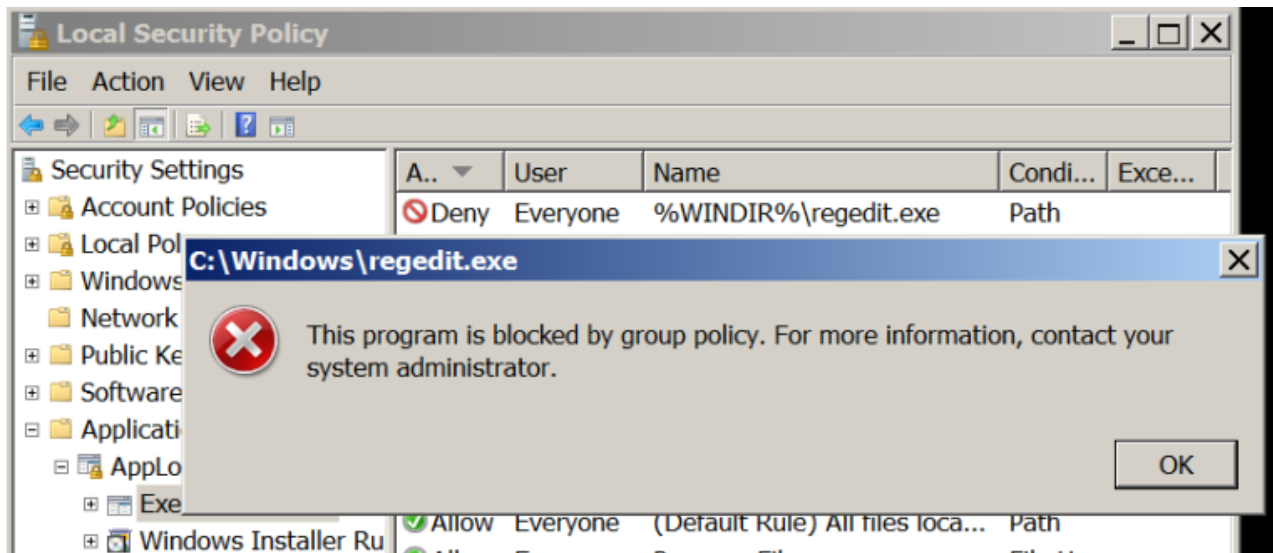 Local Security Policy
File Action View Help
Security Settings
A.. User Name Condi... Exce...
Account Policies
Deny Everyone %WINDIR%\regedit.exe Path
Local Pol
C:\Windows\regedit.exe
Windows
Network
This program is blocked by group policy. For more information, contact your
Public Ke
system administrator.
Software
Applicati
AppLo
OK
Exe
Allow Everyone (Default Rule) All files loca... Path
Windows Installer Ru